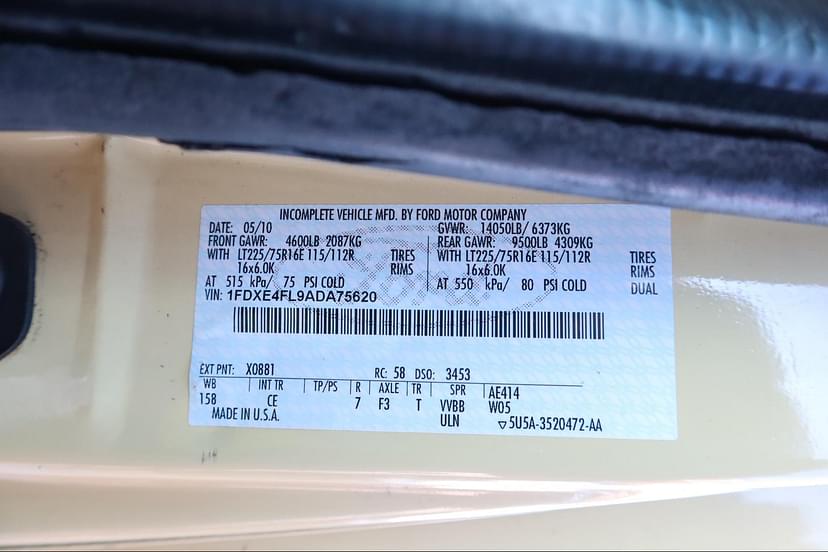 INCOMPLETE VEHICLE MFD. BY FORD MOTOR COMPANY
DATE: 05/10 GVWR: 14050LB/ 6373KG
FRONT GAWR: 4600LB 2087KG REAR GAWR: 9500LB 4309KG
WITH LT225/75R16E 115/112R TIRES WITH LT225/75R16E 115/112R TIRES
16x6.0K RIMS 16x6.0K RIMS
AT 515 kPa/ 75 PSI COLD AT 550 kPa/ 80 PSI COLD DUAL
VIN: 1FDXE4FL9ADA75620
EXT PNT: X0881 RC: 58 DSO: 3453
WB INT TR TP/PS R AXLE TR SPR AE414
158 CE 7 F3 T VVBB W05
MADE IN U.S.A. ULN ▽5U5A-3520472-AA